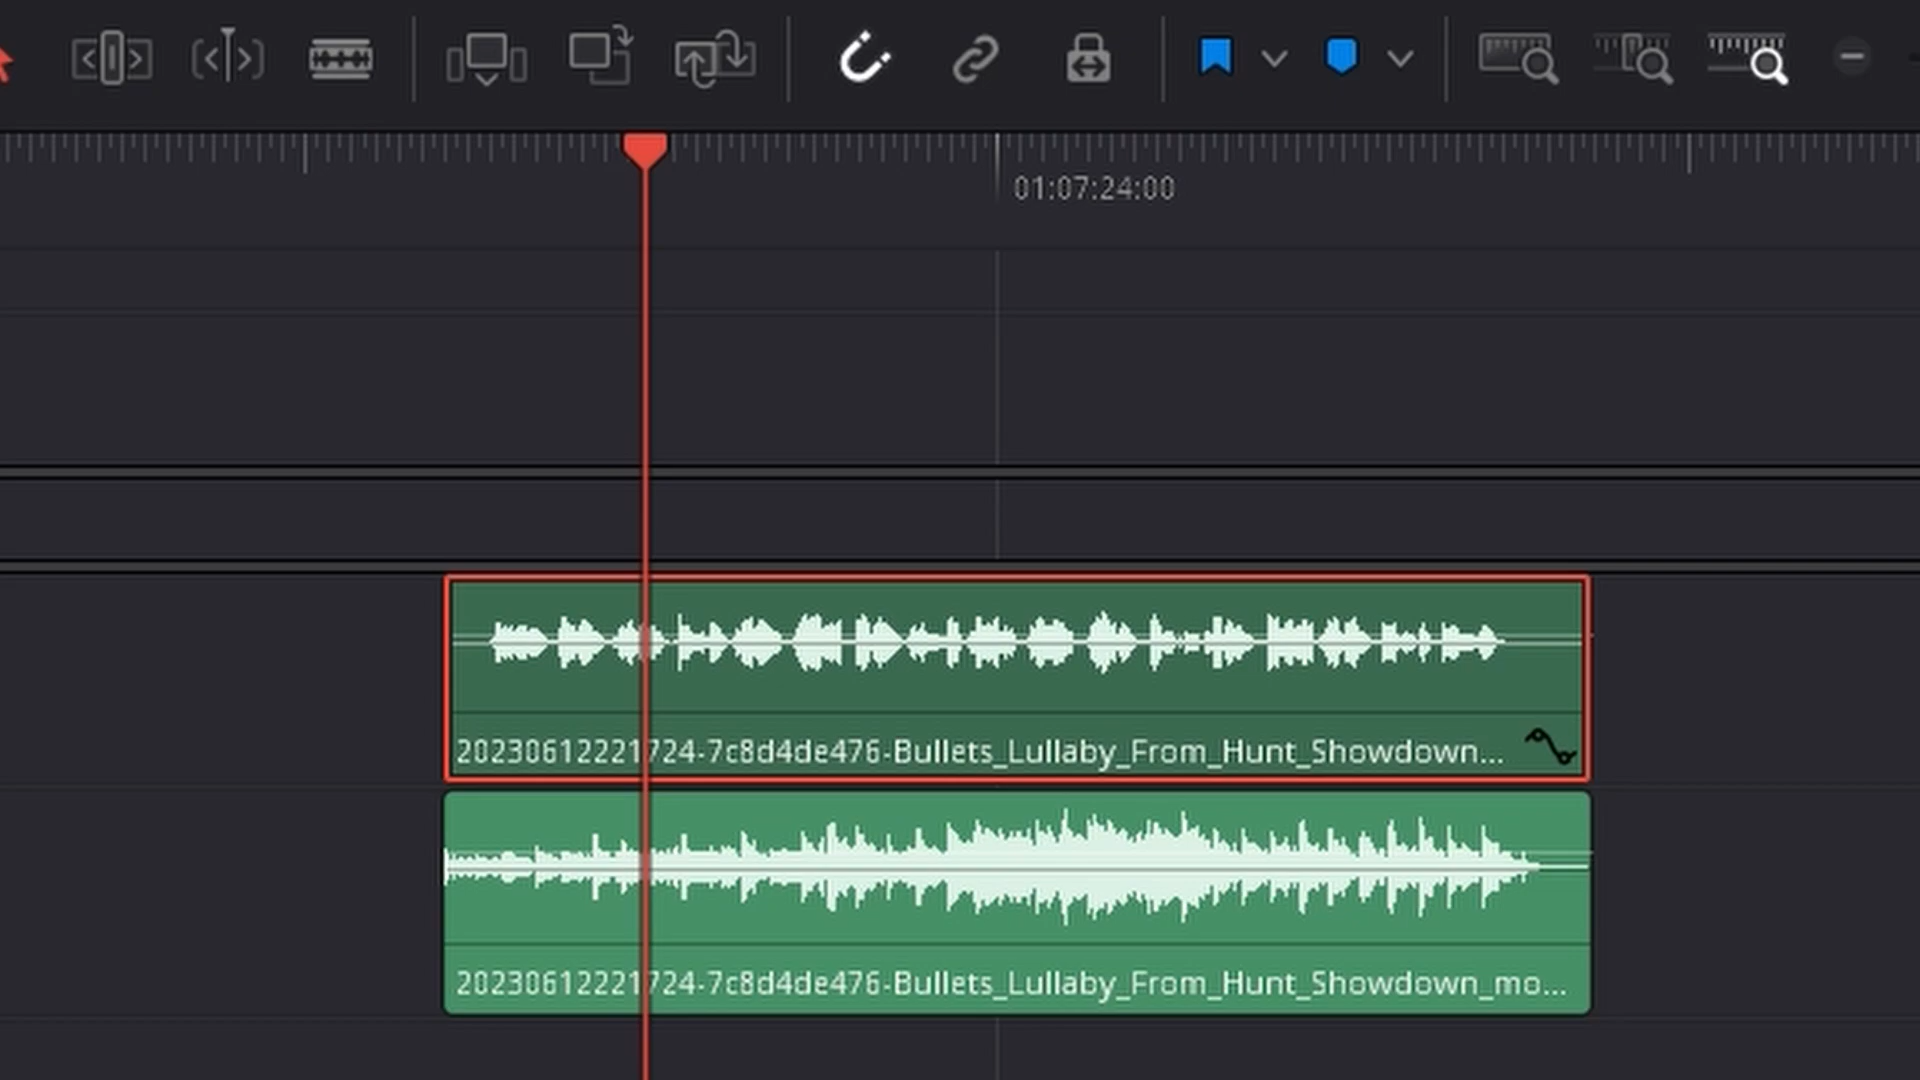 01:07:24:00
20230612221724-7c8d4de476-Bullets_Lullaby_From_Hunt_Showdown...
20230612221724-7c8d4de476-Bullets_Lullaby_From_Hunt_Showdown_mo...